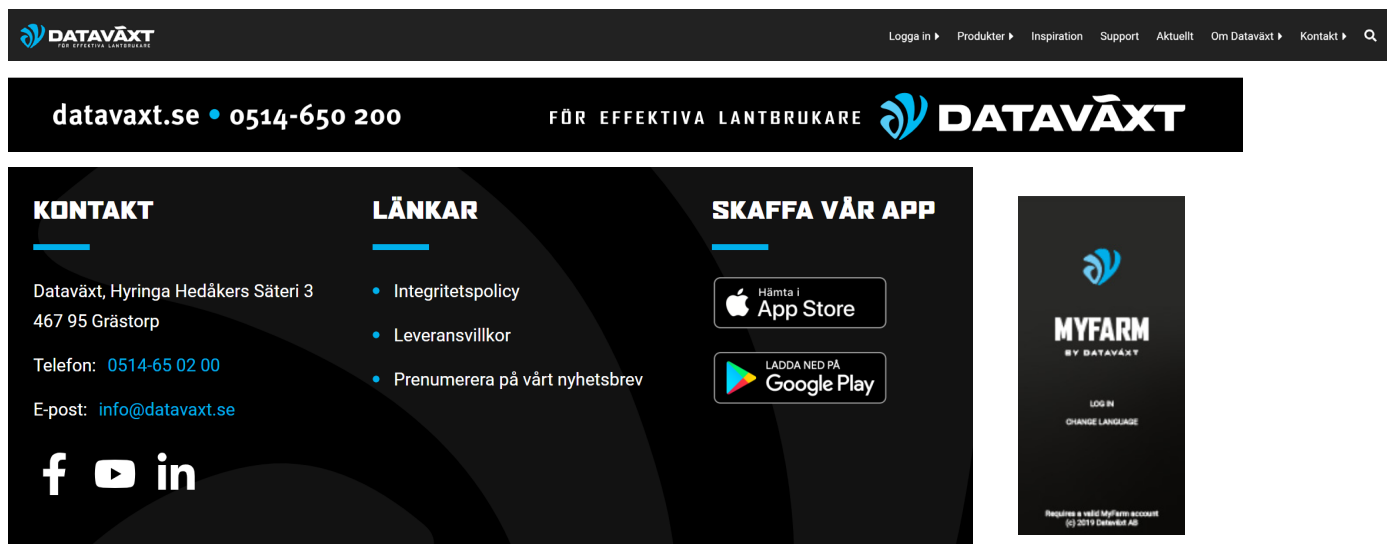 DATAVÄXT
FÖR EFFEKTIVA LANTBRUKARE
Logga in Produkter Inspiration Support Aktuellt Om Dataväxt Kontakt
datavaxt.se • 0514-650 200
FÖR EFFEKTIVA LANTBRUKARE DATAVÄXT
KONTAKT
Dataväxt, Hyringa Hedåkers Säteri 3
467 95 Grästorp
Telefon: 0514-65 02 00
E-post: info@datavaxt.se
LÄNKAR
• Integritetspolicy
• Leveransvillkor
• Prenumerera på vårt nyhetsbrev
SKAFFA VÅR APP
Hämta i
App Store
LADDA NED PÅ
Google Play
MYFARM
BY DATAVÄXT
LOG IN
CHANGE LANGUAGE
Requires a valid MyFarm account
(c) 2019 Dataväxt AB